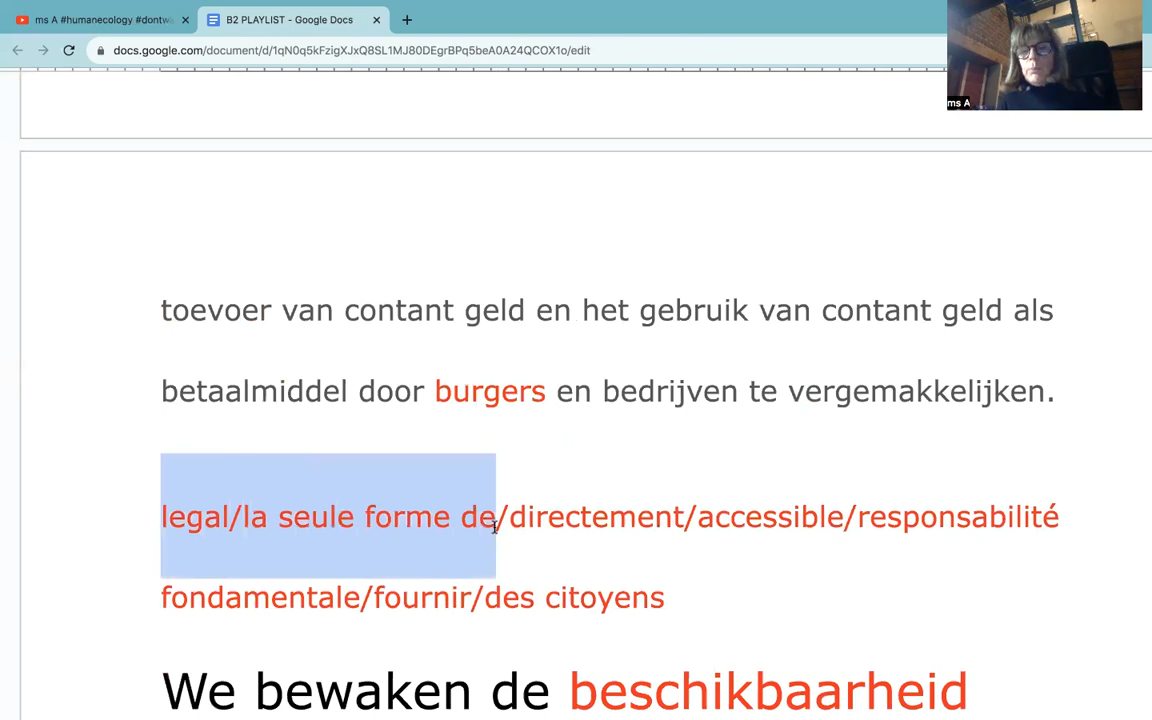 ms A #humanecology #dontwa
B2 PLAYLIST - Google Docs
docs.google.com/document/d/1qN0q5kFzigXJxQ8SL1MJ80DEgrBPq5beA0A24QCOX1o/edit
ms A
toevoer van contant geld en het gebruik van contant geld als
betaalmiddel door burgers en bedrijven te vergemakkelijken.
legal/la seule forme de/directement/accessible/responsabilité
fondamentale/fournir/des citoyens
We bewaken de beschikbaarheid